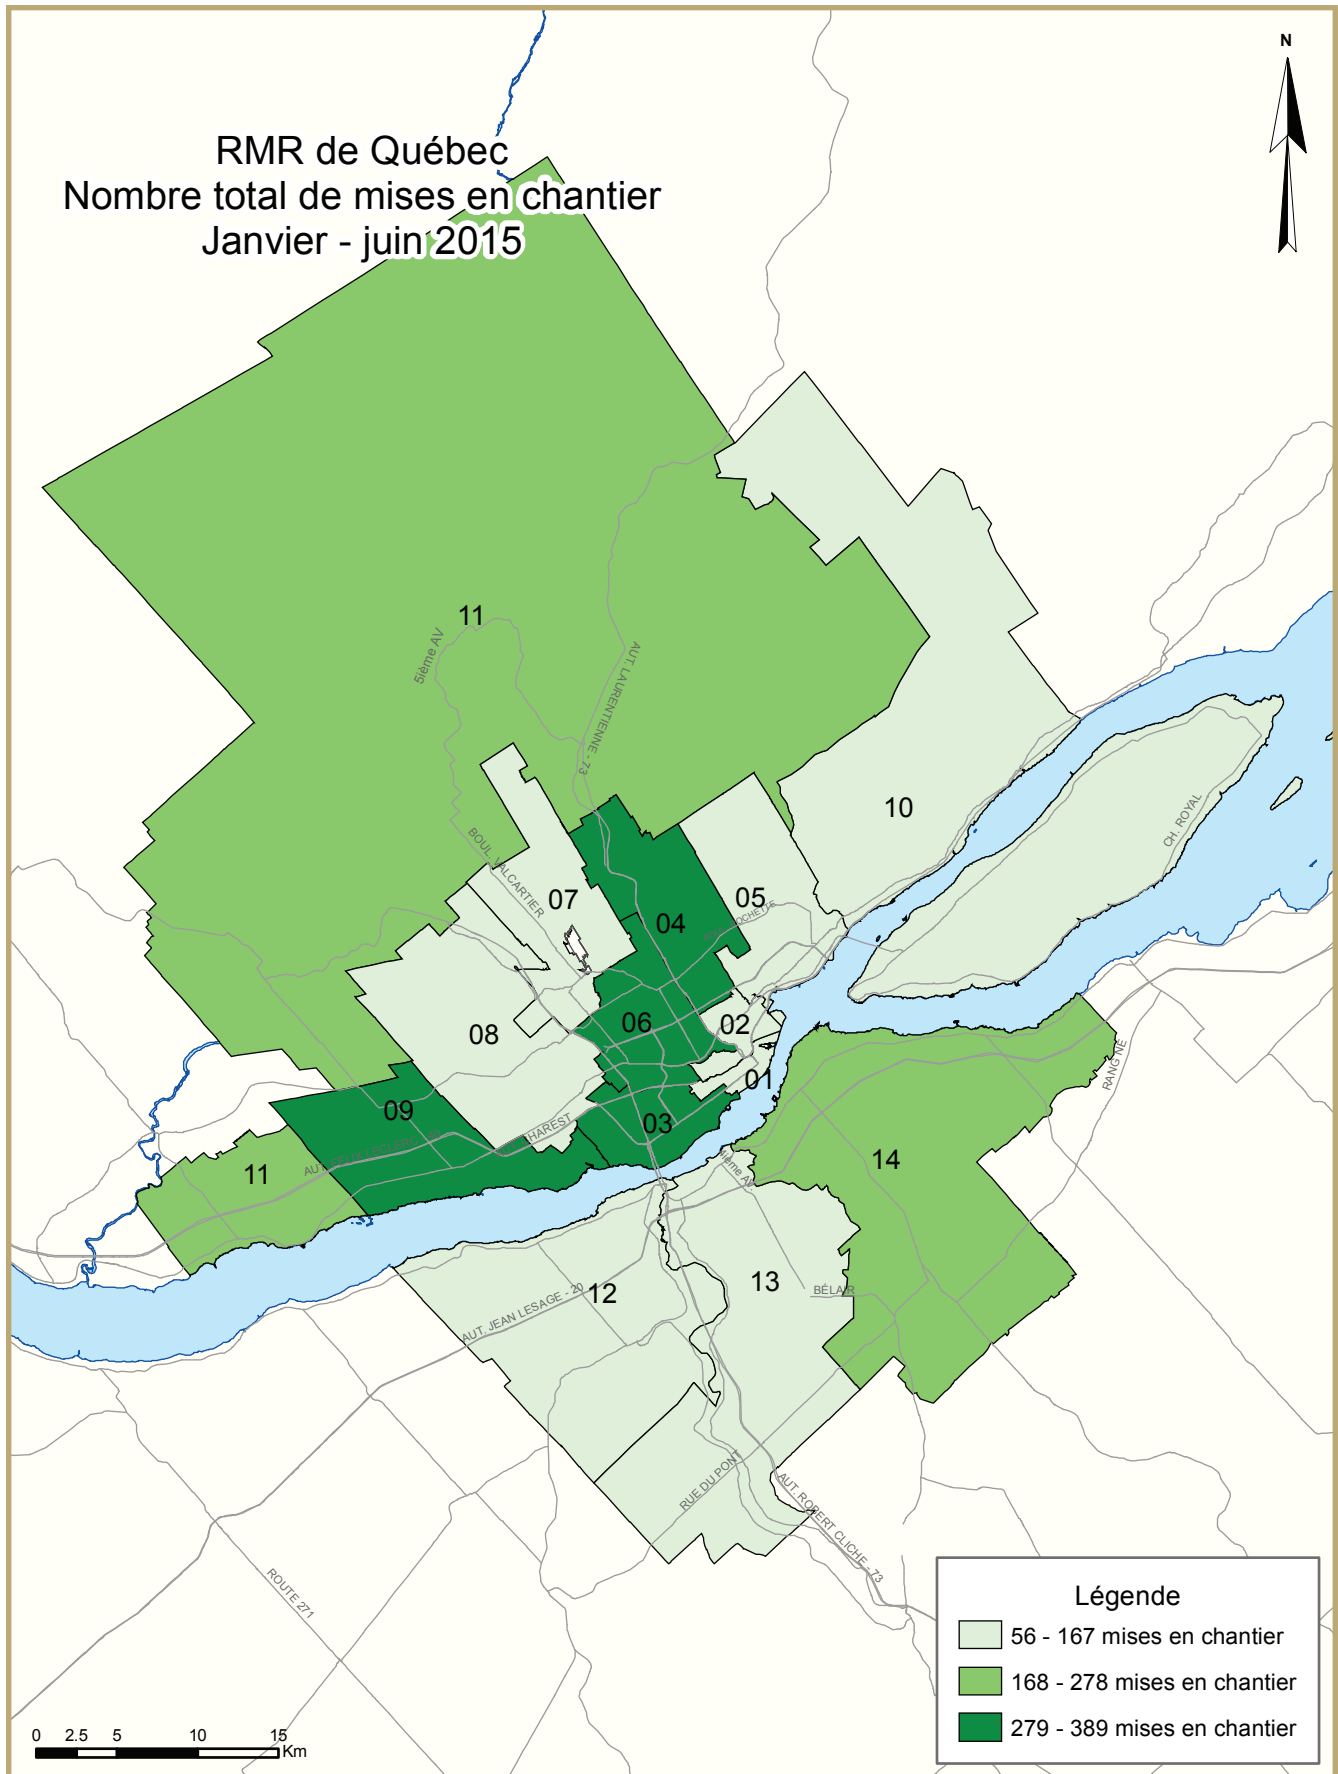 N
RMR de Québec
Nombre total de mises en chantier
Janvier - juin 2015
11
5ième AV
AUT. LAURENTIENNE - 73
10
CH. ROYAL
BOUL. VALCARTIER
07
05
04
08
06
02
01
09
03
CHAREST
11
14
RANG
4ième AV
12
13
BÉLAIR
AUT. JEAN LESAGE - 20
RUE DU PONT
AUT. ROBERT CLICHE - 73
ROUTE 271
Légende
56 - 167 mises en chantier
168 - 278 mises en chantier
279 - 389 mises en chantier
0 2.5 5 10 15
Km